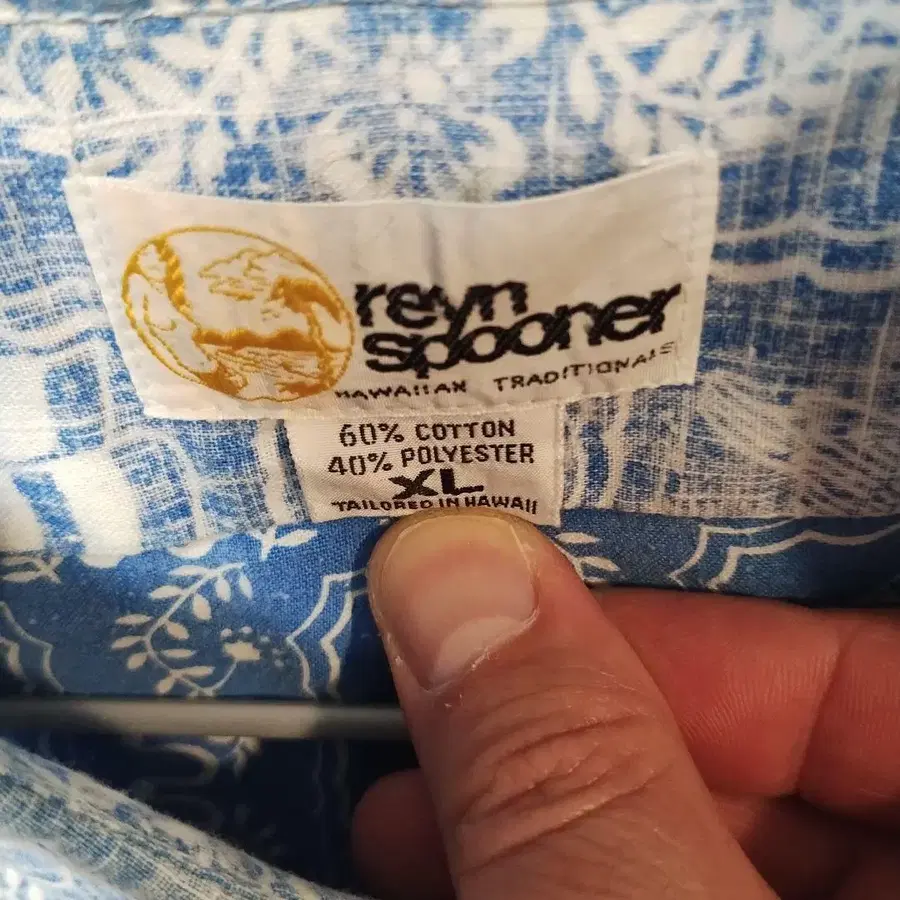 reyn
spooner
HAWAIIAN TRADITIONALS
60% COTTON
40% POLYESTER
XL
TAILORED IN HAWAII